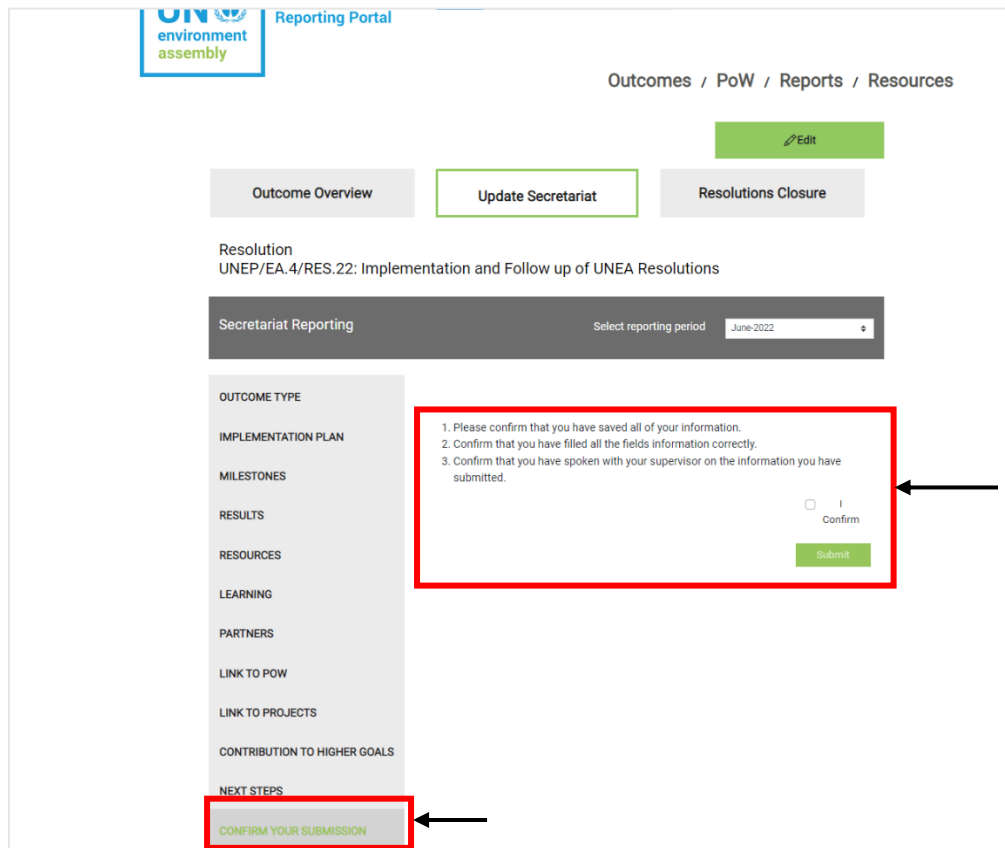 UN
environment
assembly
Reporting Portal
Outcomes / PoW / Reports / Resources
Edit
Outcome Overview
Update Secretariat
Resolutions Closure
Resolution
UNEP/EA.4/RES.22: Implementation and Follow up of UNEA Resolutions
Secretariat Reporting
Select reporting period
June-2022
OUTCOME TYPE
IMPLEMENTATION PLAN
MILESTONES
RESULTS
RESOURCES
LEARNING
PARTNERS
LINK TO POW
LINK TO PROJECTS
CONTRIBUTION TO HIGHER GOALS
NEXT STEPS
CONFIRM YOUR SUBMISSION
1. Please confirm that you have saved all of your information.
2. Confirm that you have filled all the fields information correctly.
3. Confirm that you have spoken with your supervisor on the information you have
submitted.
I
Confirm
Submit